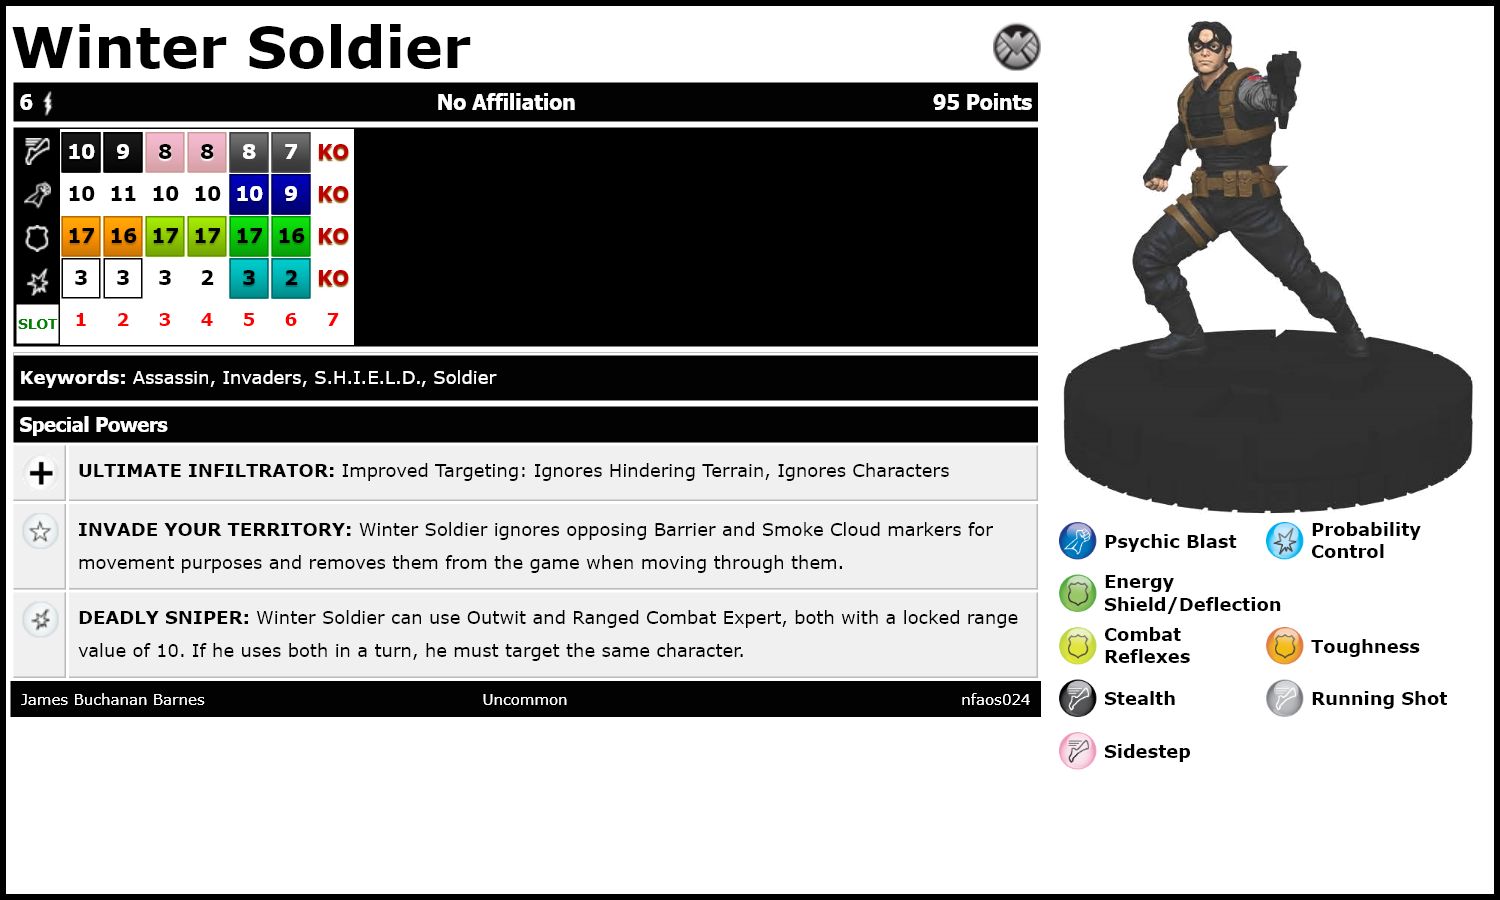 Winter Soldier
6 No Affiliation 95 Points
10 9 8 8 8 7 KO
10 11 10 10 10 9 KO
17 16 17 17 17 16 KO
3 3 3 2 3 2 KO
SLOT 1 2 3 4 5 6 7
Keywords: Assassin, Invaders, S.H.I.E.L.D., Soldier
Special Powers
ULTIMATE INFILTRATOR: Improved Targeting: Ignores Hindering Terrain, Ignores Characters
INVADE YOUR TERRITORY: Winter Soldier ignores opposing Barrier and Smoke Cloud markers for
movement purposes and removes them from the game when moving through them.
DEADLY SNIPER: Winter Soldier can use Outwit and Ranged Combat Expert, both with a locked range
value of 10. If he uses both in a turn, he must target the same character.
James Buchanan Barnes Uncommon nfaos024
Psychic Blast
Probability
Control
Energy
Shield/Deflection
Combat
Reflexes
Toughness
Stealth
Running Shot
Sidestep